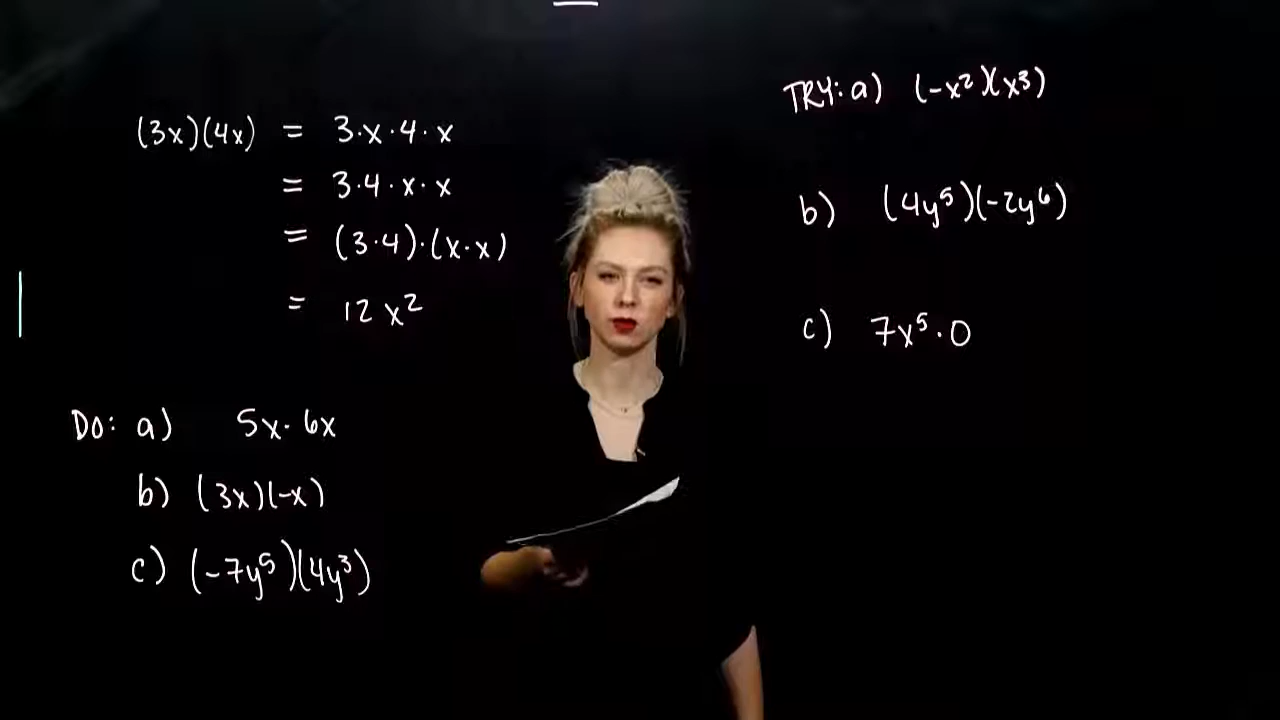 (3x)(4x) = 3·x·4·x
= 3·4·x·x
= (3·4)·(x·x)
= 12x²
DO: a) 5x·6x
b) (3x)(-x)
c) (-7y⁵)(4y³)
TRY: a) (-x²)(x³)
b) (4y⁵)(-2y⁶)
c) 7x⁵·0